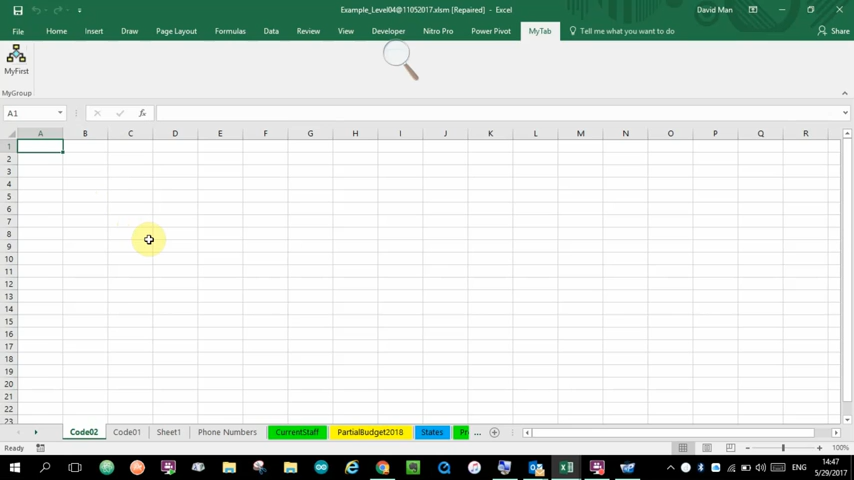 Example_Level04@11052017.xlsm [Repaired] - Excel
David Man
File Home Insert Draw Page Layout Formulas Data Review View Developer Nitro Pro Power Pivot MyTab Tell me what you want to do Share
MyFirst
MyGroup
A1 fx
A B C D E F G H I J K L M N O P Q R
1
2
3
4
5
6
7
8
9
10
11
12
13
14
15
16
17
18
19
20
21
22
23
Code02 Code01 Sheet1 Phone Numbers CurrentStaff PartialBudget2018 States ...
Ready 100%
ENG
14:47
5/29/2017